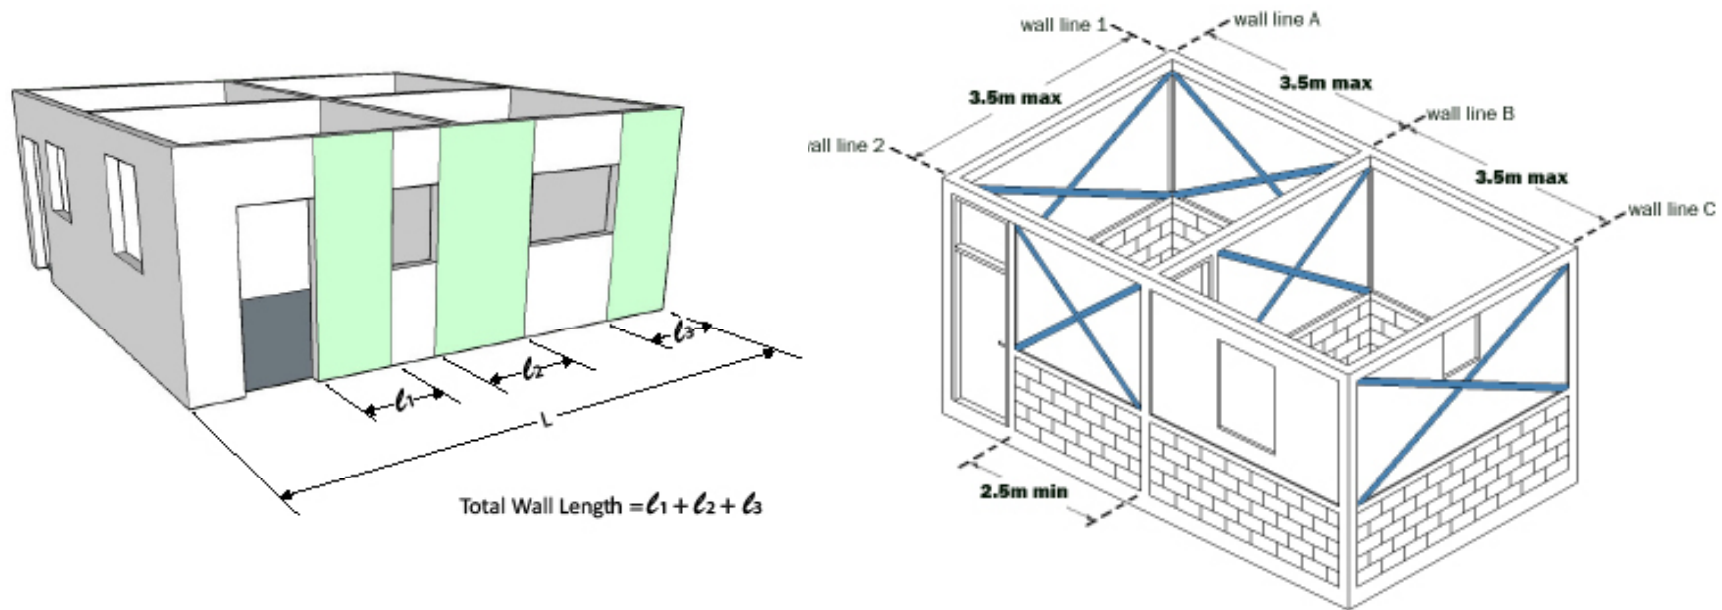 ℓ1
ℓ2
ℓ3
L
Total Wall Length = ℓ1 + ℓ2 + ℓ3
wall line 1
wall line A
3.5m max
3.5m max
wall line B
wall line 2
3.5m max
wall line C
2.5m min